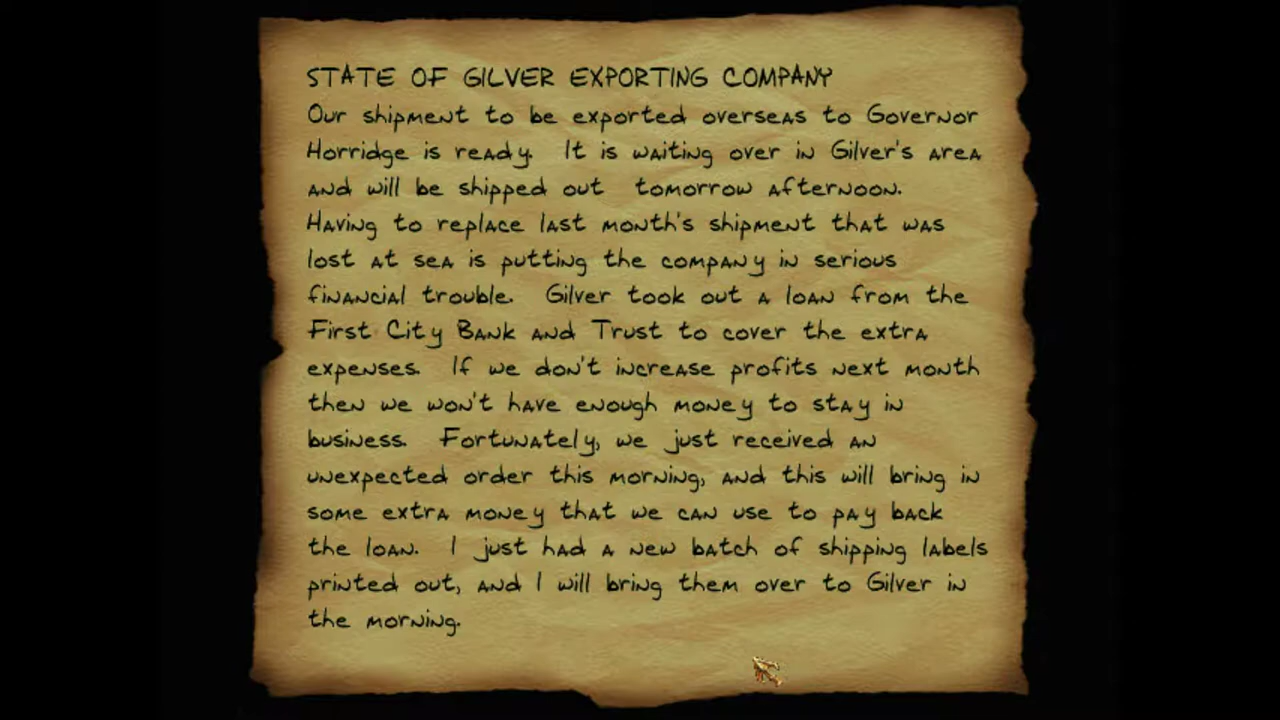 STATE OF GILVER EXPORTING COMPANY
Our shipment to be exported overseas to Governor
Horridge is ready. It is waiting over in Gilver's area
and will be shipped out tomorrow afternoon.
Having to replace last month's shipment that was
lost at sea is putting the company in serious
financial trouble. Gilver took out a loan from the
First City Bank and Trust to cover the extra
expenses. If we don't increase profits next month
then we won't have enough money to stay in
business. Fortunately, we just received an
unexpected order this morning, and this will bring in
some extra money that we can use to pay back
the loan. I just had a new batch of shipping labels
printed out, and I will bring them over to Gilver in
the morning.